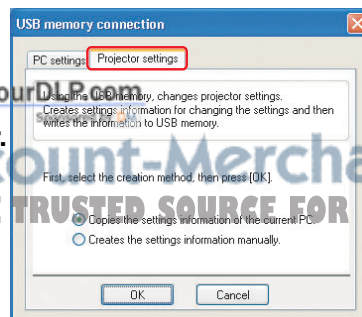 USB memory connection
PC settings Projector settings
ourDLP.com
Using the USB memory, changes projector settings.
Creates settings information for changing the settings and then
writes the information to USB memory.
ount-Mercha
First, select the creation method, then press [OK].
TRUSTED SOURCE FOR
Copies the settings information of the current PC.
Creates the settings information manually.
OK Cancel